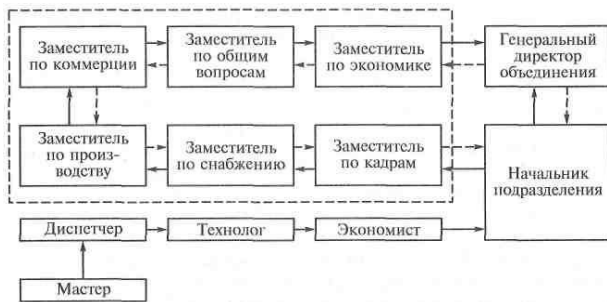 Заместитель
по коммерции
Заместитель
по общим
вопросам
Заместитель
по экономике
Генеральный
директор
объединения
Заместитель
по произ-
водству
Заместитель
по снабжению
Заместитель
по кадрам
Начальник
подразделения
Диспетчер
Технолог
Экономист
Мастер